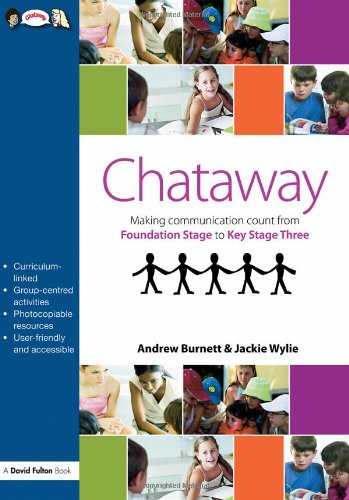 Chataway
Chataway
Making communication count from
Foundation Stage to Key Stage Three
• Curriculum-
linked
• Group-centred
activities
• Photocopiable
resources
• User-friendly
and accessible
Andrew Burnett & Jackie Wylie
A David Fulton Book